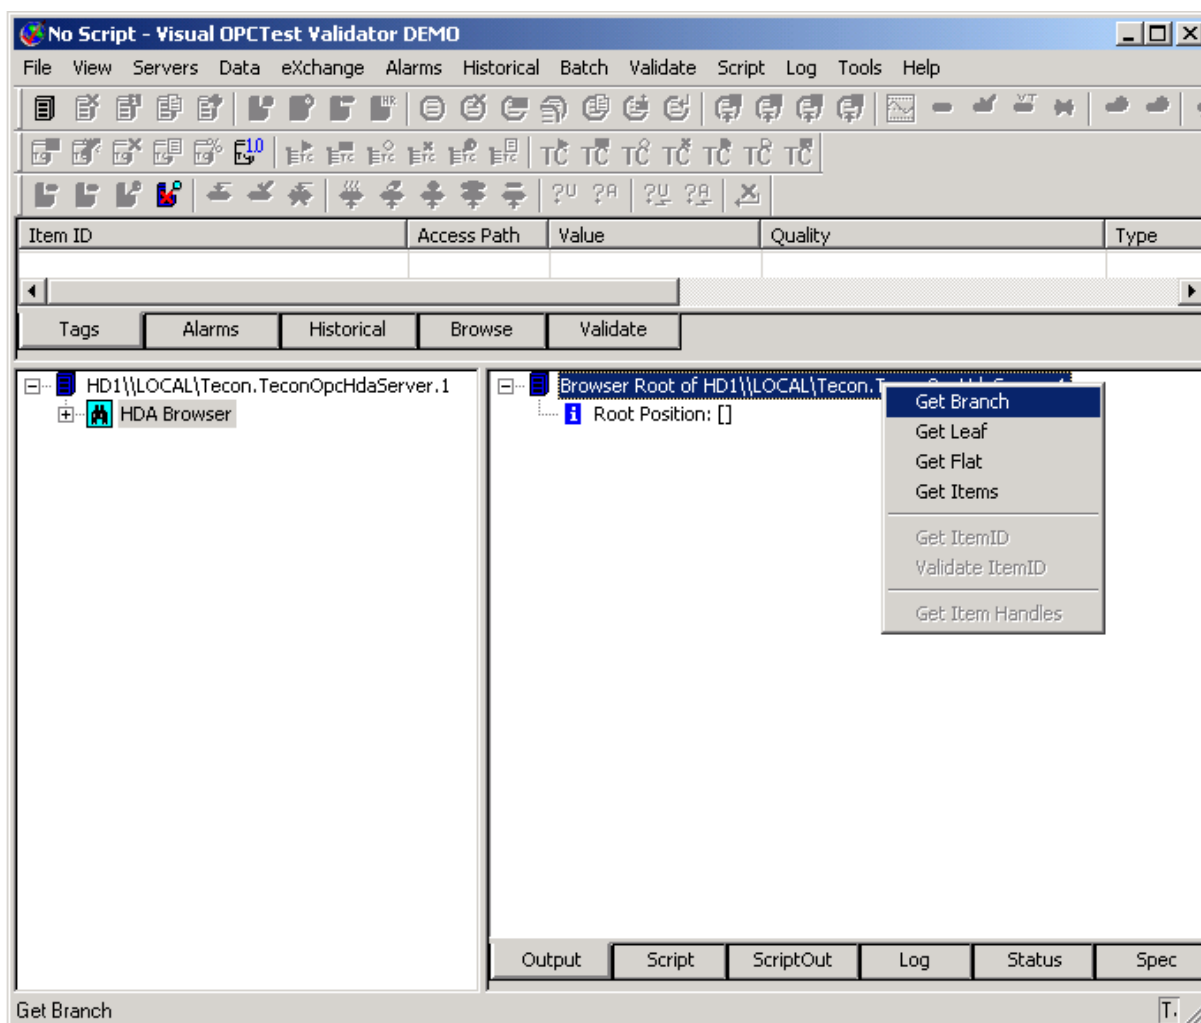 No Script - Visual OPCTest Validator DEMO
File View Servers Data eXchange Alarms Historical Batch Validate Script Log Tools Help
Item ID Access Path Value Quality Type
Tags Alarms Historical Browse Validate
HD1\\LOCAL\Tecon.TeconOpcHdaServer.1
HDA Browser
Browser Root of HD1\\LOCAL\Tecon.
Root Position: []
Get Branch
Get Leaf
Get Flat
Get Items
Get ItemID
Validate ItemID
Get Item Handles
Output Script ScriptOut Log Status Spec
Get Branch